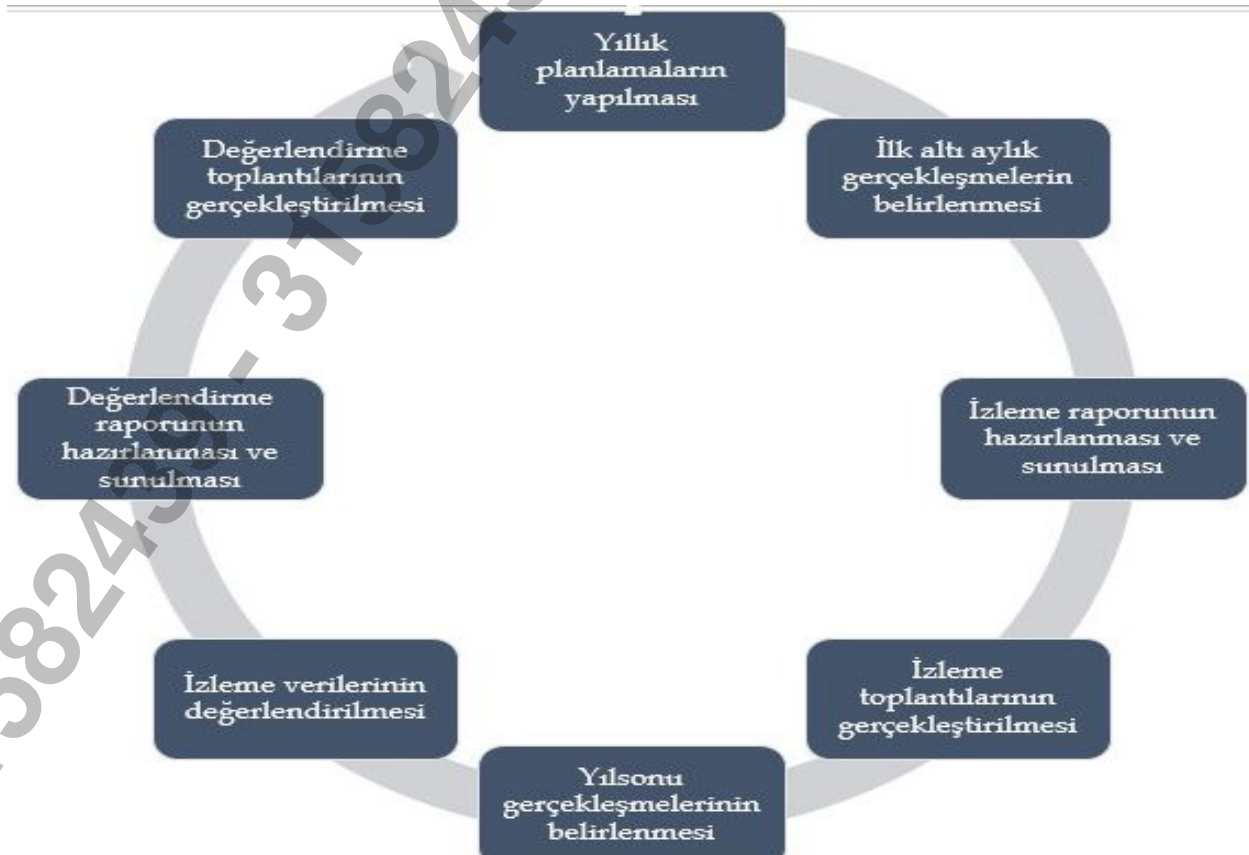 Yıllık
planlamaların
yapılması
İlk altı aylık
gerçekleşmelerin
belirlenmesi
İzleme raporunun
hazırlanması ve
sunulması
İzleme
toplantılarının
gerçekleştirilmesi
Yılsonu
gerçekleşmelerinin
belirlenmesi
İzleme verilerinin
değerlendirilmesi
Değerlendirme
raporunun
hazırlanması ve
sunulması
Değerlendirme
toplantılarının
gerçekleştirilmesi